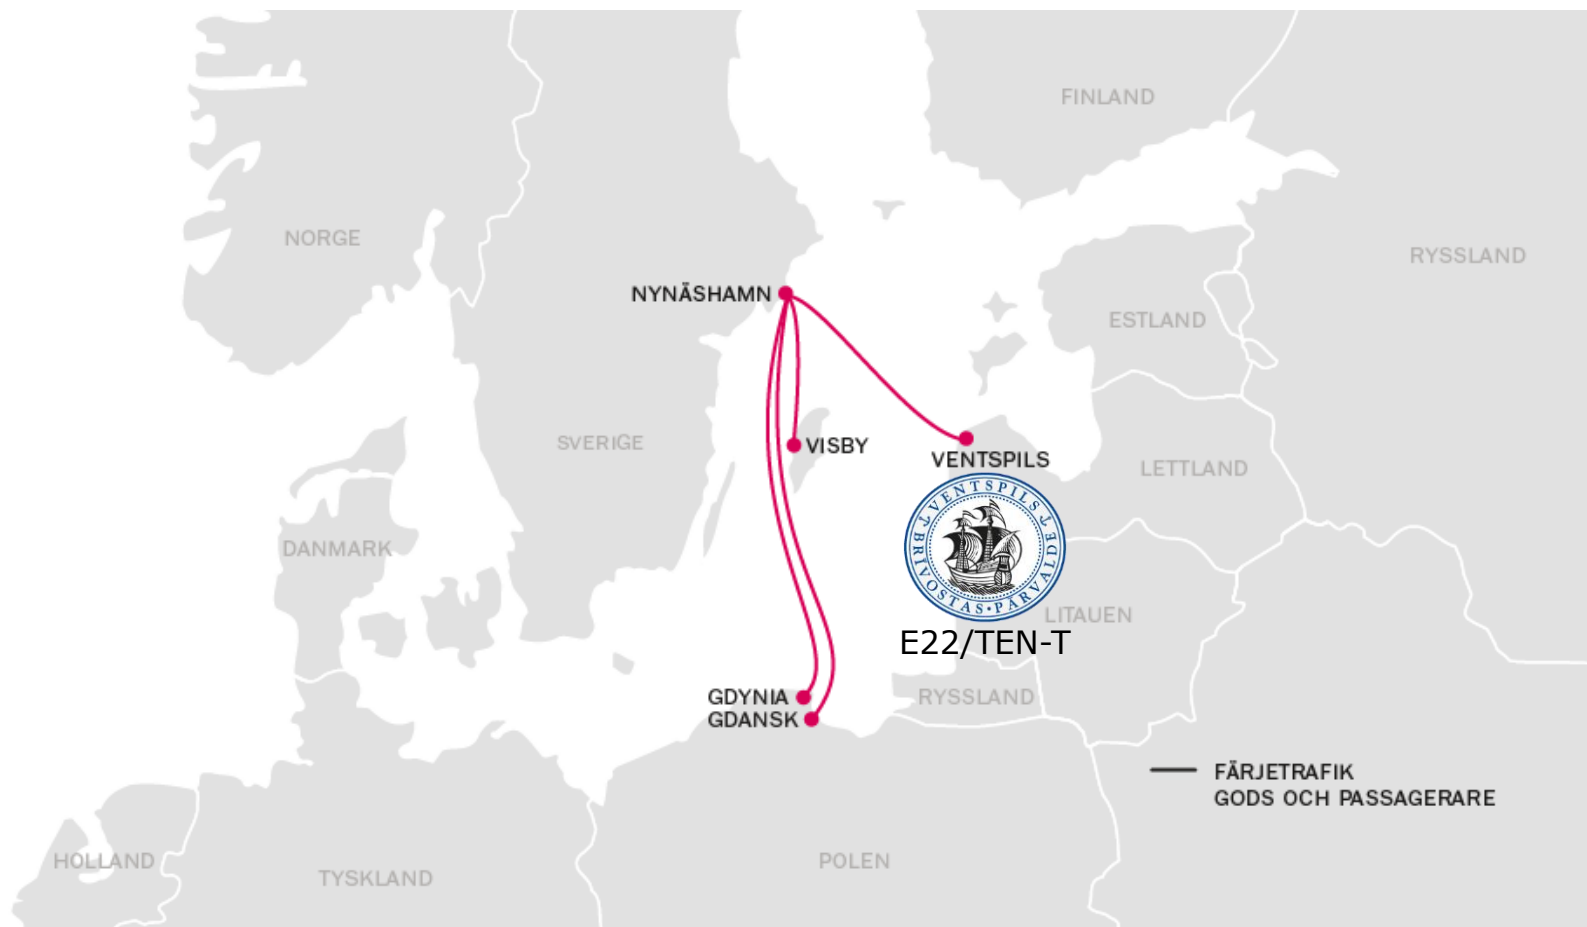 FINLAND
NORGE
RYSSLAND
NYNÄSHAMN
ESTLAND
SVERIGE
VISBY
VENTSPILS
LETTLAND
VENTSPILS
BRĪVOSTAS • PĀRVALDE
DANMARK
LITAUEN
E22/TEN-T
GDYNIA
RYSSLAND
GDANSK
FÄRJETRAFIK
GODS OCH PASSAGERARE
HOLLAND
POLEN
TYSKLAND